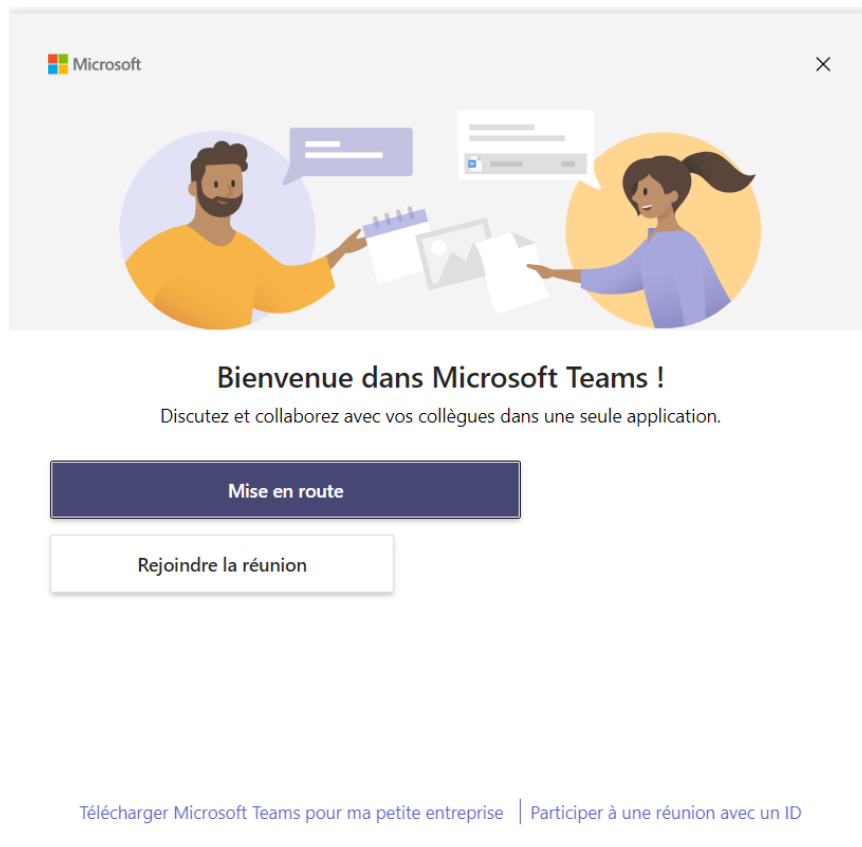 Microsoft
Bienvenue dans Microsoft Teams !
Discutez et collaborez avec vos collègues dans une seule application.
Mise en route
Rejoindre la réunion
Télécharger Microsoft Teams pour ma petite entreprise | Participer à une réunion avec un ID